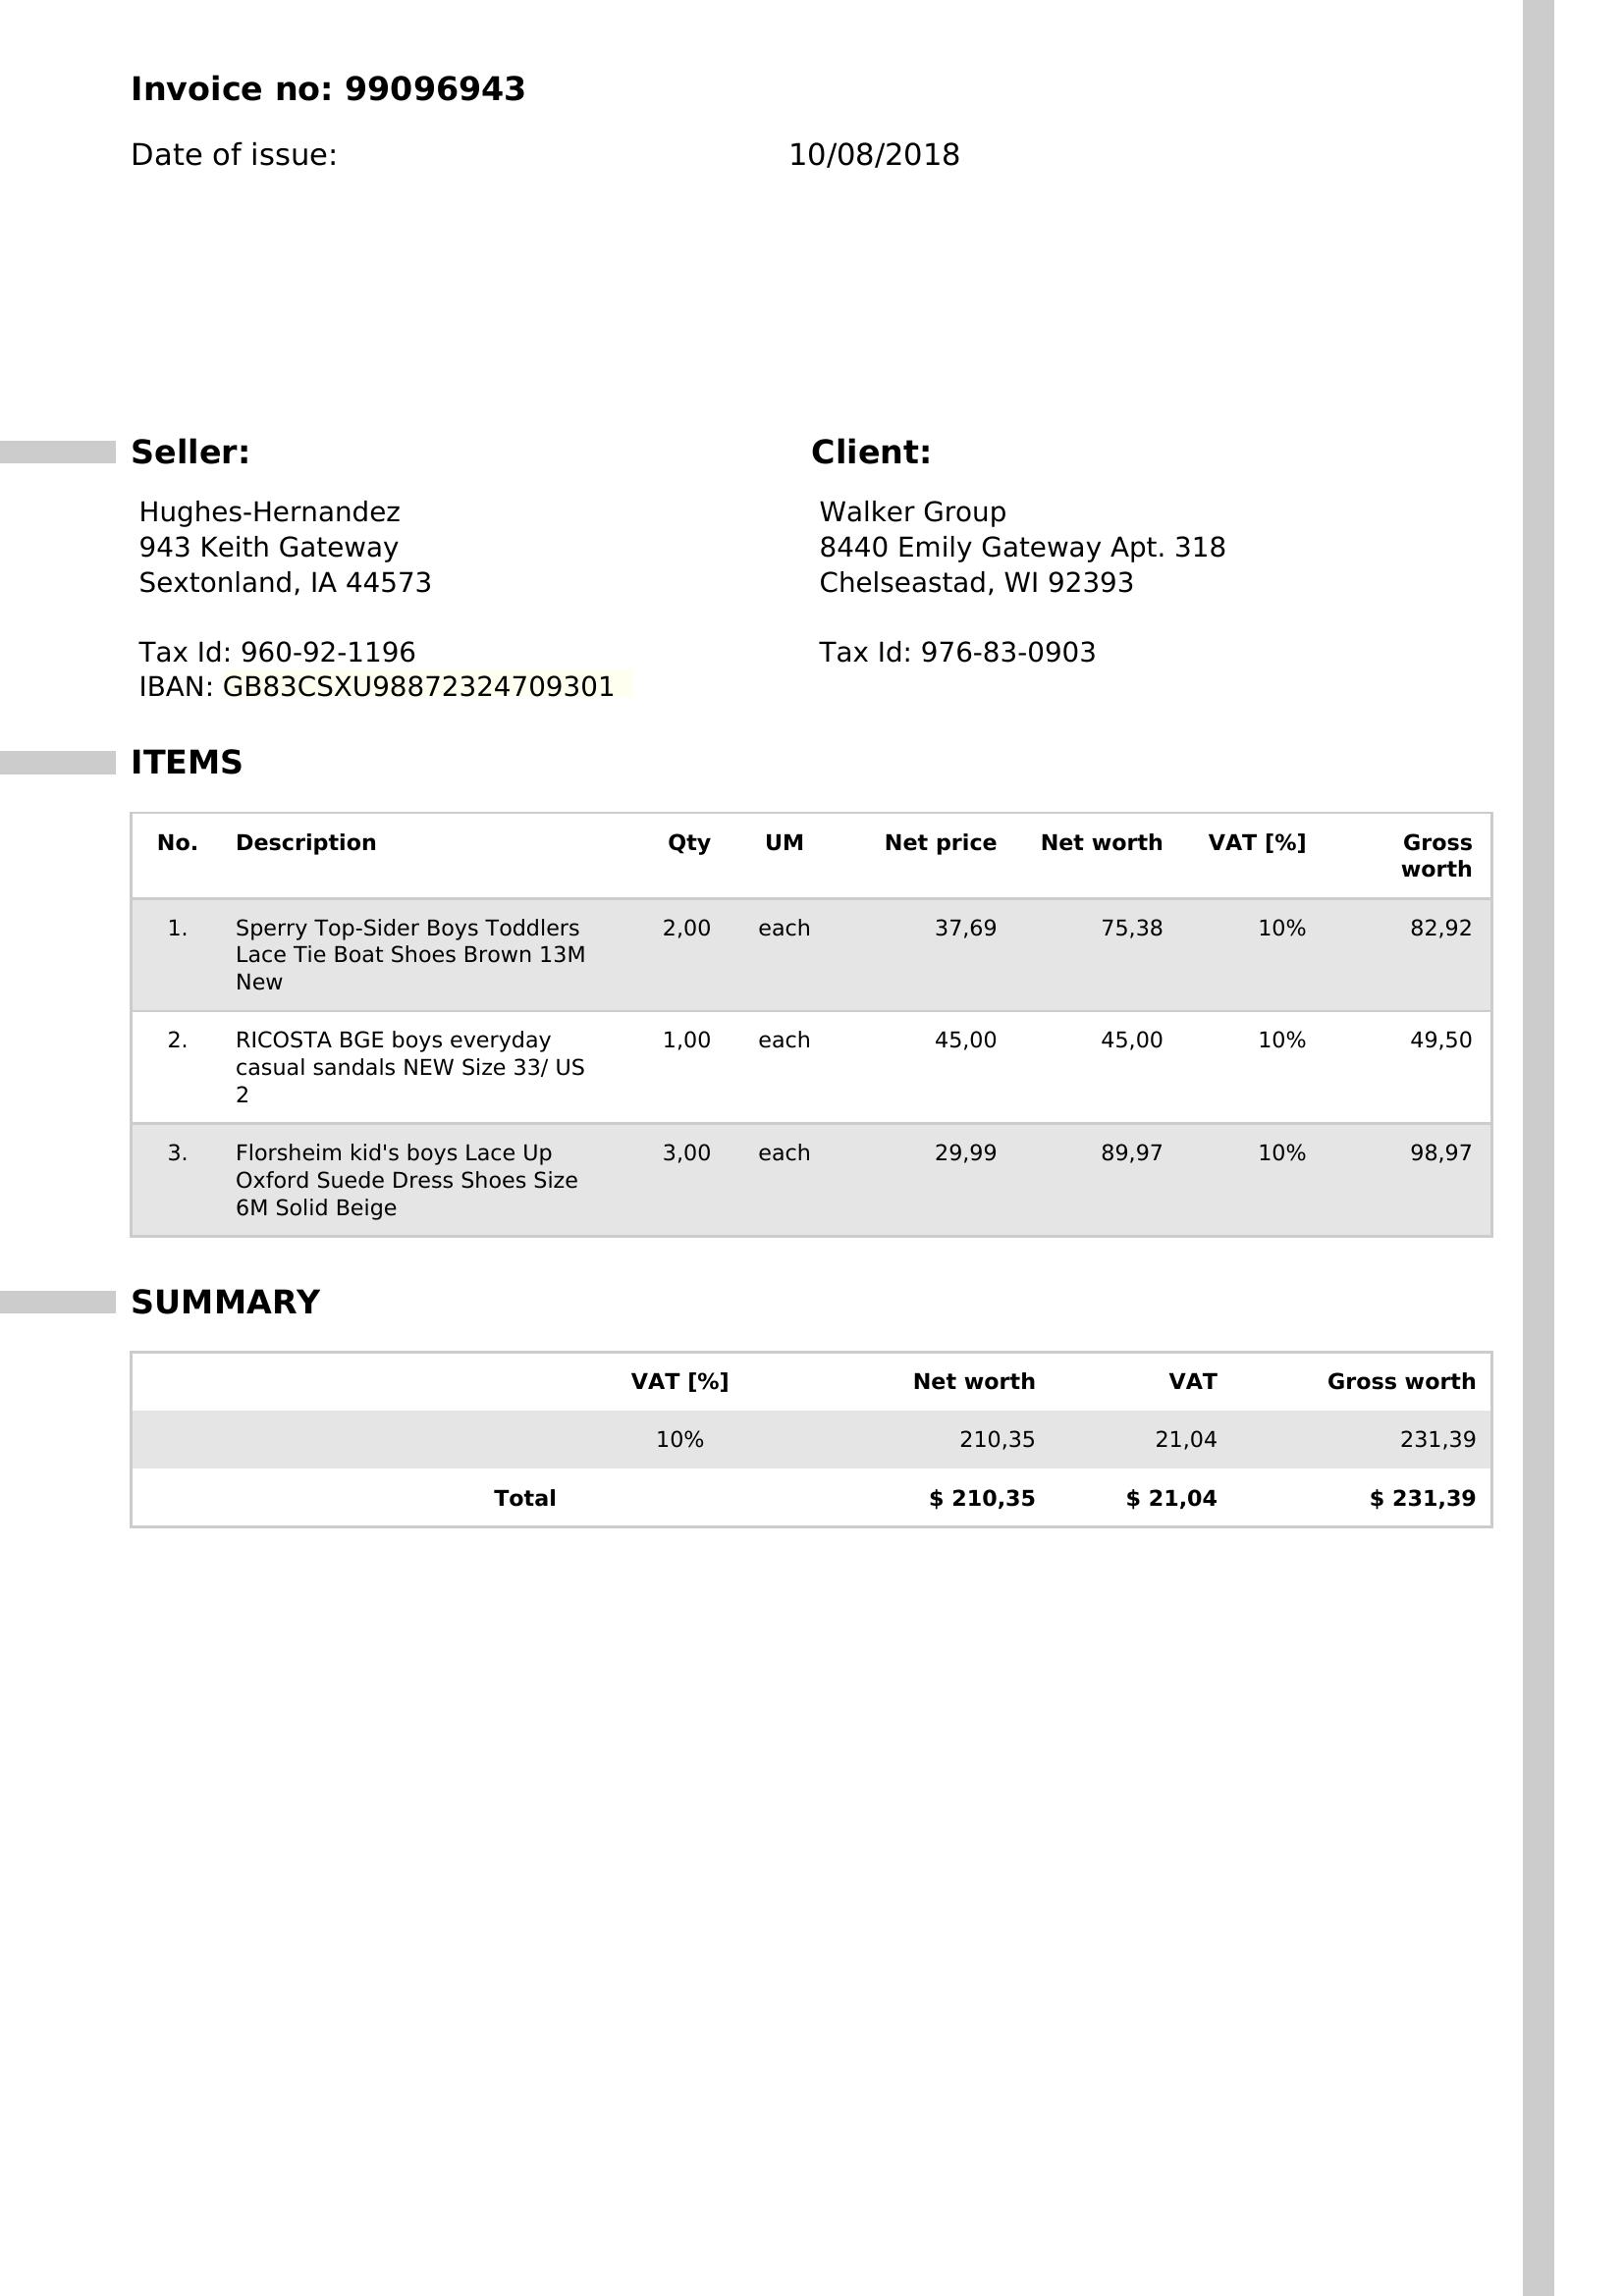 Invoice no: 99096943
Date of issue: 10/08/2018
Seller:
Hughes-Hernandez
943 Keith Gateway
Sextonland, IA 44573
Tax Id: 960-92-1196
IBAN: GB83CSXU98872324709301
Client:
Walker Group
8440 Emily Gateway Apt. 318
Chelseastad, WI 92393
Tax Id: 976-83-0903
ITEMS
No. Description Qty UM Net price Net worth VAT [%] Gross
worth
1. Sperry Top-Sider Boys Toddlers 2,00 each 37,69 75,38 10% 82,92
Lace Tie Boat Shoes Brown 13M
New
2. RICOSTA BGE boys everyday 1,00 each 45,00 45,00 10% 49,50
casual sandals NEW Size 33/ US
2
3. Florsheim kid's boys Lace Up 3,00 each 29,99 89,97 10% 98,97
Oxford Suede Dress Shoes Size
6M Solid Beige
SUMMARY
VAT [%] Net worth VAT Gross worth
10% 210,35 21,04 231,39
Total $ 210,35 $ 21,04 $ 231,39